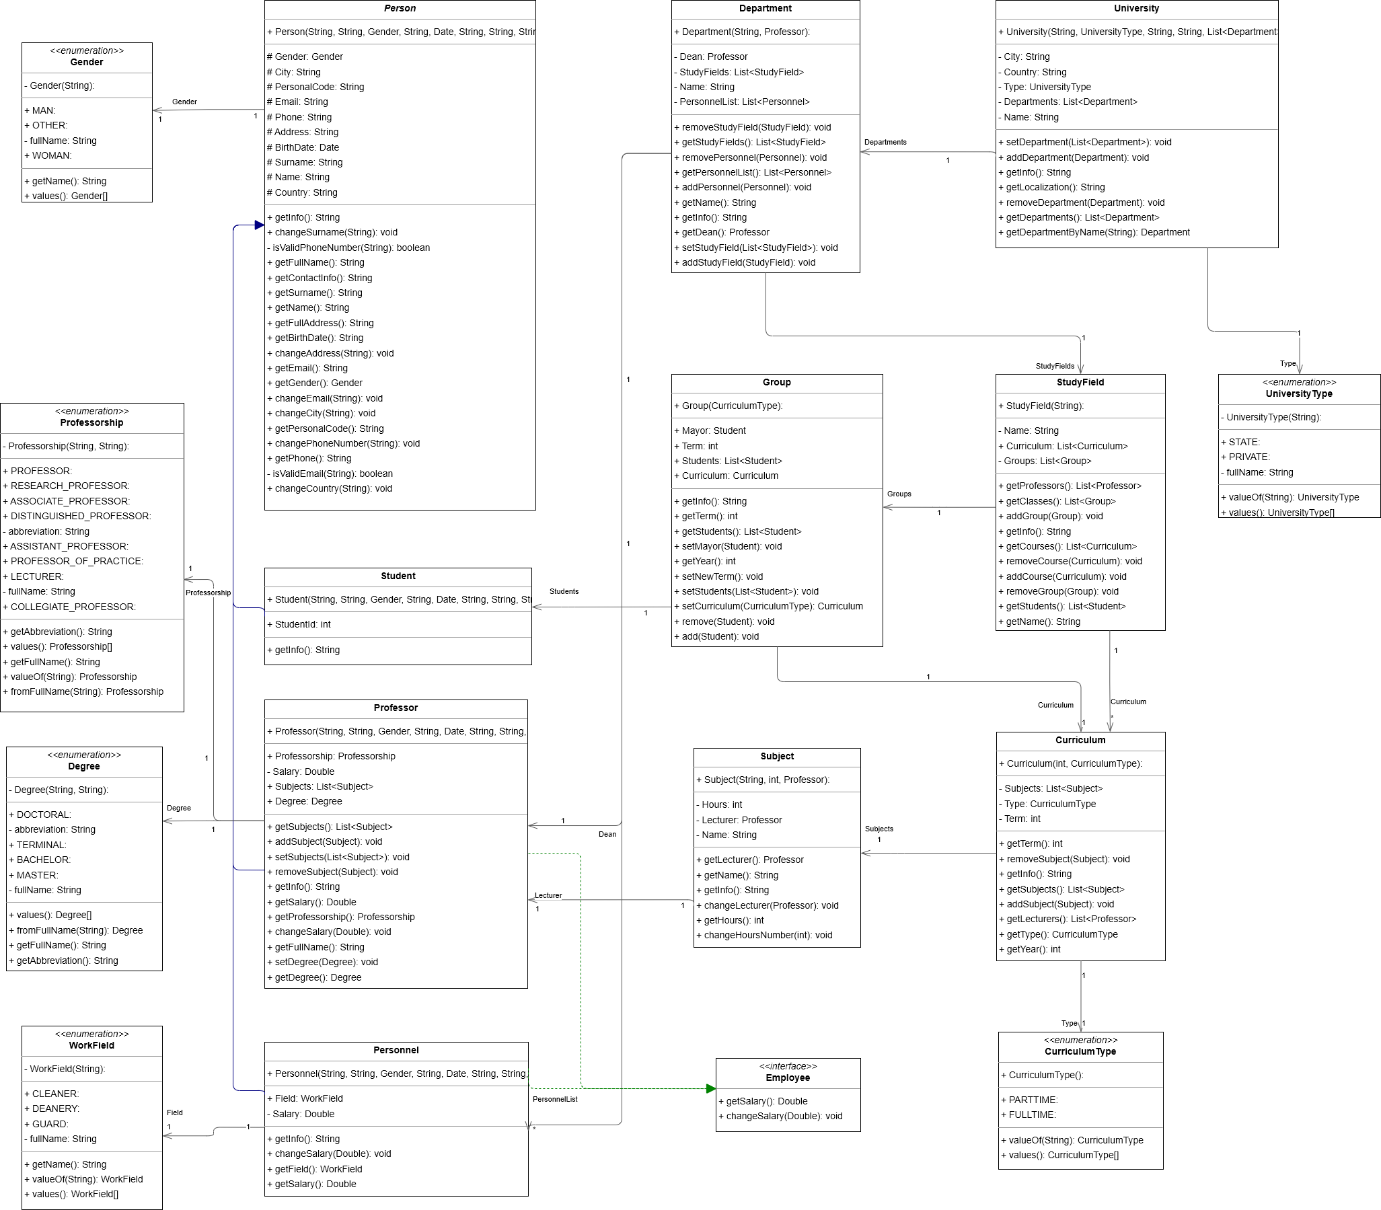 Person
+ Person(String, String, Gender, String, Date, String, String, Strin
# Gender: Gender
# City: String
# PersonalCode: String
# Email: String
# Phone: String
# Address: String
# BirthDate: Date
# Surname: String
# Name: String
# Country: String
+ getInfo(): String
+ changeSurname(String): void
- isValidPhoneNumber(String): boolean
+ getFullName(): String
+ getContactInfo(): String
+ getSurname(): String
+ getName(): String
+ getFullAddress(): String
+ getBirthDate(): String
+ changeAddress(String): void
+ getEmail(): String
+ getGender(): Gender
+ changeEmail(String): void
+ changeCity(String): void
+ getPersonalCode(): String
+ changePhoneNumber(String): void
+ getPhone(): String
- isValidEmail(String): boolean
+ changeCountry(String): void
Department
+ Department(String, Professor):
- Dean: Professor
- StudyFields: List<StudyField>
- Name: String
- PersonnelList: List<Personnel>
+ removeStudyField(StudyField): void
+ getStudyFields(): List<StudyField>
+ removePersonnel(Personnel): void
+ getPersonnelList(): List<Personnel>
+ addPersonnel(Personnel): void
+ getName(): String
+ getInfo(): String
+ getDean(): Professor
+ setStudyField(List<StudyField>): void
+ addStudyField(StudyField): void
University
+ University(String, UniversityType, String, String, List<Department
- City: String
- Country: String
- Type: UniversityType
- Departments: List<Department>
- Name: String
+ setDepartment(List<Department>): void
+ addDepartment(Department): void
+ getInfo(): String
+ getLocalization(): String
+ removeDepartment(Department): void
+ getDepartments(): List<Department>
+ getDepartmentByName(String): Department
<<enumeration>>
Gender
- Gender(String):
+ MAN:
+ OTHER:
- fullName: String
+ WOMAN:
+ getName(): String
+ values(): Gender[]
Gender
1
1
Departments
1
1
StudyFields
1
Type
<<enumeration>>
UniversityType
- UniversityType(String):
+ STATE:
+ PRIVATE:
- fullName: String
+ valueOf(String): UniversityType
+ values(): UniversityType[]
Group
+ Group(CurriculumType):
+ Mayor: Student
+ Term: int
+ Students: List<Student>
+ Curriculum: Curriculum
+ getInfo(): String
+ getTerm(): int
+ getStudents(): List<Student>
+ setMayor(Student): void
+ getYear(): int
+ setNewTerm(): void
+ setStudents(List<Student>): void
+ setCurriculum(CurriculumType): Curriculum
+ remove(Student): void
+ add(Student): void
StudyField
+ StudyField(String):
- Name: String
+ Curriculum: List<Curriculum>
- Groups: List<Group>
+ getProfessors(): List<Professor>
+ getClasses(): List<Group>
+ addGroup(Group): void
+ getInfo(): String
+ getCourses(): List<Curriculum>
+ removeCourse(Curriculum): void
+ addCourse(Curriculum): void
+ removeGroup(Group): void
+ getStudents(): List<Student>
+ getName(): String
1
Groups
1
1
<<enumeration>>
Professorship
- Professorship(String, String):
+ PROFESSOR:
+ RESEARCH_PROFESSOR:
+ ASSOCIATE_PROFESSOR:
+ DISTINGUISHED_PROFESSOR:
- abbreviation: String
+ ASSISTANT_PROFESSOR:
+ PROFESSOR_OF_PRACTICE:
+ LECTURER:
- fullName: String
+ COLLEGIATE_PROFESSOR:
+ getAbbreviation(): String
+ values(): Professorship[]
+ getFullName(): String
+ valueOf(String): Professorship
+ fromFullName(String): Professorship
Student
+ Student(String, String, Gender, String, Date, String, String, St
+ StudentId: int
+ getInfo(): String
1
Professorship
Students
1
1
1
Curriculum
1
Curriculum
*
Professor
+ Professor(String, String, Gender, String, Date, String, String,
+ Professorship: Professorship
- Salary: Double
+ Subjects: List<Subject>
+ Degree: Degree
+ getSubjects(): List<Subject>
+ addSubject(Subject): void
+ setSubjects(List<Subject>): void
+ removeSubject(Subject): void
+ getInfo(): String
+ getSalary(): Double
+ getProfessorship(): Professorship
+ changeSalary(Double): void
+ getFullName(): String
+ setDegree(Degree): void
+ getDegree(): Degree
<<enumeration>>
Degree
- Degree(String, String):
+ DOCTORAL:
- abbreviation: String
+ TERMINAL:
+ BACHELOR:
+ MASTER:
- fullName: String
+ values(): Degree[]
+ fromFullName(String): Degree
+ getFullName(): String
+ getAbbreviation(): String
1
Degree
1
1
Dean
Subject
+ Subject(String, int, Professor):
- Hours: int
- Lecturer: Professor
- Name: String
+ getLecturer(): Professor
+ getName(): String
+ getInfo(): String
+ changeLecturer(Professor): void
+ getHours(): int
+ changeHoursNumber(int): void
Subjects
1
Lecturer
1
1
Curriculum
+ Curriculum(int, CurriculumType):
- Subjects: List<Subject>
- Type: CurriculumType
- Term: int
+ getTerm(): int
+ removeSubject(Subject): void
+ getInfo(): String
+ getSubjects(): List<Subject>
+ addSubject(Subject): void
+ getLecturers(): List<Professor>
+ getType(): CurriculumType
+ getYear(): int
1
Type
1
<<enumeration>>
WorkField
- WorkField(String):
+ CLEANER:
+ DEANERY:
+ GUARD:
- fullName: String
+ getName(): String
+ valueOf(String): WorkField
+ values(): WorkField[]
Field
1
1
Personnel
+ Personnel(String, String, Gender, String, Date, String, String,
+ Field: WorkField
- Salary: Double
+ getInfo(): String
+ changeSalary(Double): void
+ getField(): WorkField
+ getSalary(): Double
PersonnelList
*
<<interface>>
Employee
+ getSalary(): Double
+ changeSalary(Double): void
<<enumeration>>
CurriculumType
+ CurriculumType():
+ PARTTIME:
+ FULLTIME:
+ valueOf(String): CurriculumType
+ values(): CurriculumType[]